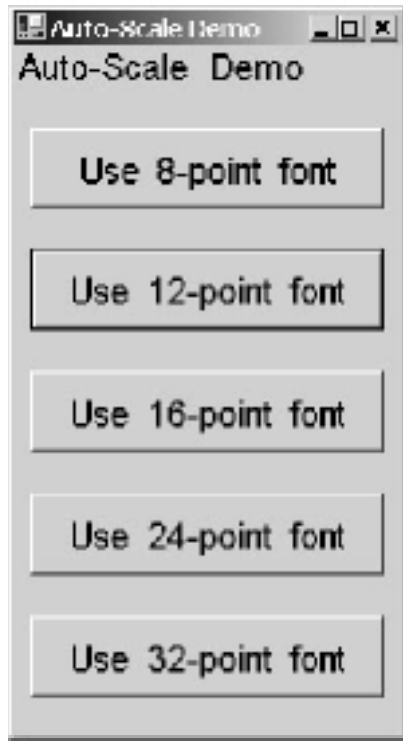 Auto-Scale Demo
Auto-Scale Demo
Use 8-point font
Use 12-point font
Use 16-point font
Use 24-point font
Use 32-point font